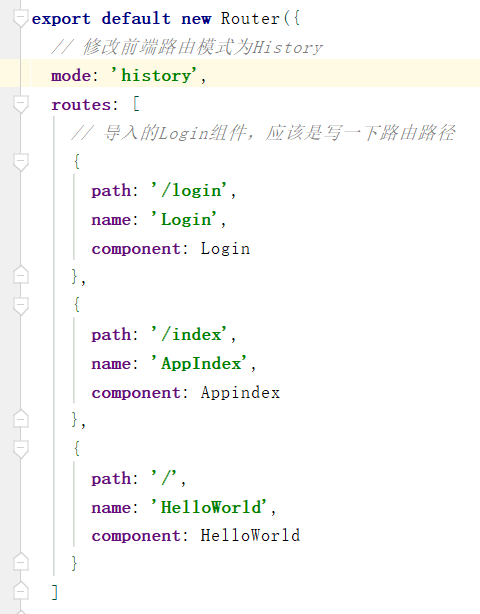 export default new Router({
  // 修改前端路由模式为History
  mode: 'history',
  routes: [
    // 导入的Login组件，应该是写一下路由路径
    {
      path: '/login',
      name: 'Login',
      component: Login
    },
    {
      path: '/index',
      name: 'AppIndex',
      component: Appindex
    },
    {
      path: '/',
      name: 'HelloWorld',
      component: HelloWorld
    }
  ]